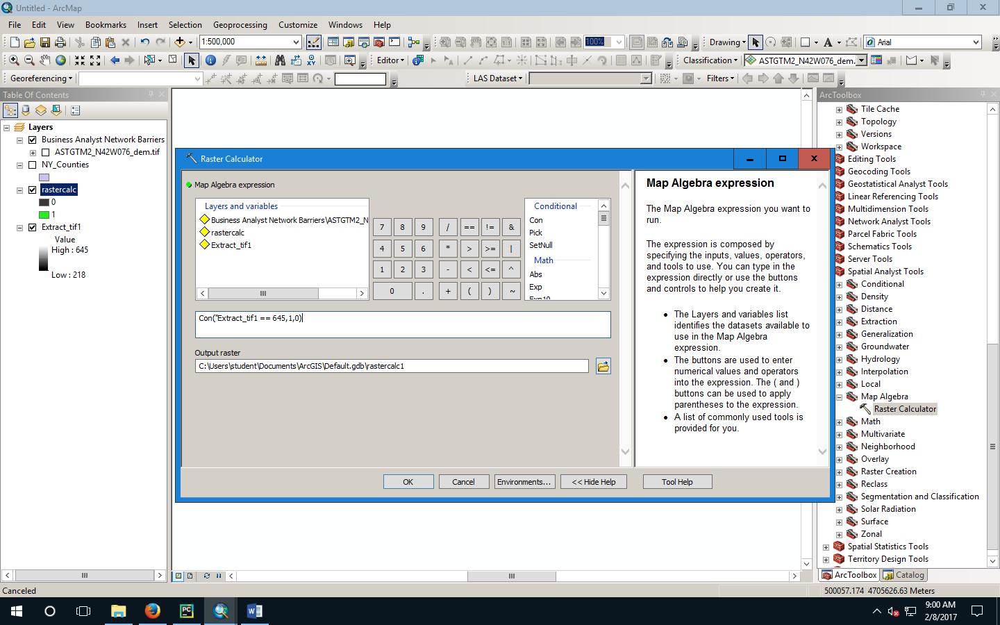 Untitled - ArcMap
File Edit View Bookmarks Insert Selection Geoprocessing Customize Windows Help
1:500,000
100%
Drawing
A
Arial
Editor
Classification
ASTGTM2_N42W076_dem.
Georeferencing
LAS Dataset
Filters
Table Of Contents
Layers
Business Analyst Network Barriers
ASTGTM2_N42W076_dem.tif
NY_Counties
rastercalc
0
1
Extract_tif1
Value
High : 645
Low : 218
Raster Calculator
Map Algebra expression
Layers and variables
Business Analyst Network Barriers\ASTGTM2_N
rastercalc
Extract_tif1
7 8 9 / == != &
4 5 6 * > >= |
1 2 3 - < <= ^
0 . + ( ) ~
Conditional
Con
Pick
SetNull
Math
Abs
Exp
Exp10
Con("Extract_tif1 == 645,1,0)
Output raster
C:\Users\student\Documents\ArcGIS\Default.gdb\rastercalc1
OK Cancel Environments... << Hide Help Tool Help
Map Algebra expression
The Map Algebra expression you want to
run.
The expression is composed by
specifying the inputs, values, operators,
and tools to use. You can type in the
expression directly or use the buttons
and controls to help you create it.
• The Layers and variables list
identifies the datasets available to
use in the Map Algebra
expression.
• The buttons are used to enter
numerical values and operators
into the expression. The ( and )
buttons can be used to apply
parentheses to the expression.
• A list of commonly used tools is
provided for you.
ArcToolbox
Tile Cache
Topology
Versions
Workspace
Editing Tools
Geocoding Tools
Geostatistical Analyst Tools
Linear Referencing Tools
Multidimension Tools
Network Analyst Tools
Parcel Fabric Tools
Schematics Tools
Server Tools
Spatial Analyst Tools
Conditional
Density
Distance
Extraction
Generalization
Groundwater
Hydrology
Interpolation
Local
Map Algebra
Raster Calculator
Math
Multivariate
Neighborhood
Overlay
Raster Creation
Reclass
Segmentation and Classification
Solar Radiation
Surface
Zonal
Spatial Statistics Tools
Territory Design Tools
ArcToolbox Catalog
Canceled
500057.174 4705626.63 Meters
9:00 AM
2/8/2017